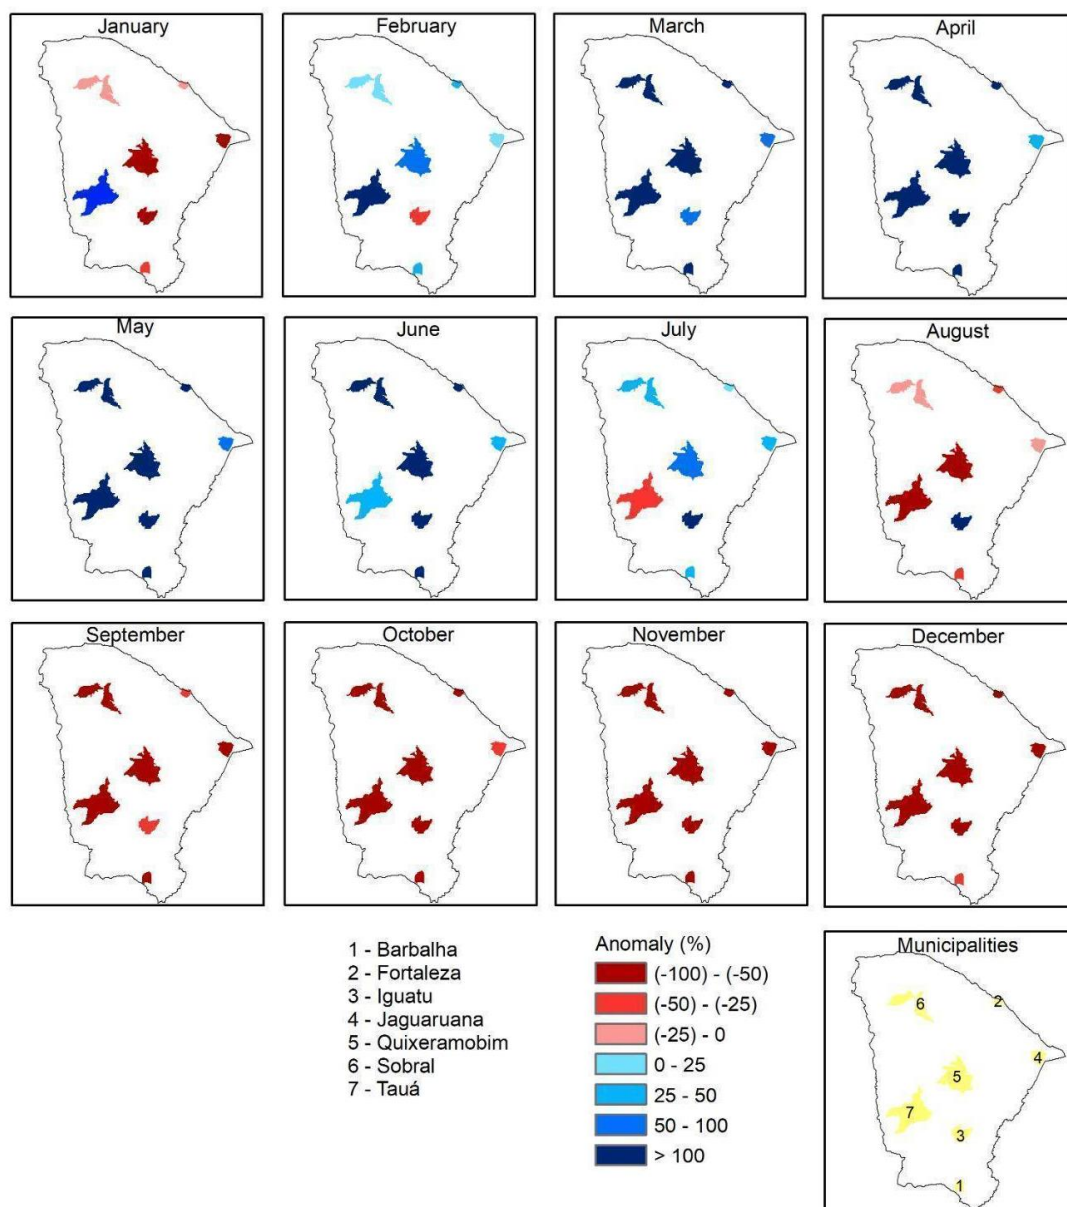 January
February
March
April
May
June
July
August
September
October
November
December
1 - Barbalha
2 - Fortaleza
3 - Iguatu
4 - Jaguaruana
5 - Quixeramobim
6 - Sobral
7 - Tauá
Anomaly (%)
(-100) - (-50)
(-50) - (-25)
(-25) - 0
0 - 25
25 - 50
50 - 100
> 100
Municipalities
6
2
4
5
7
3
1